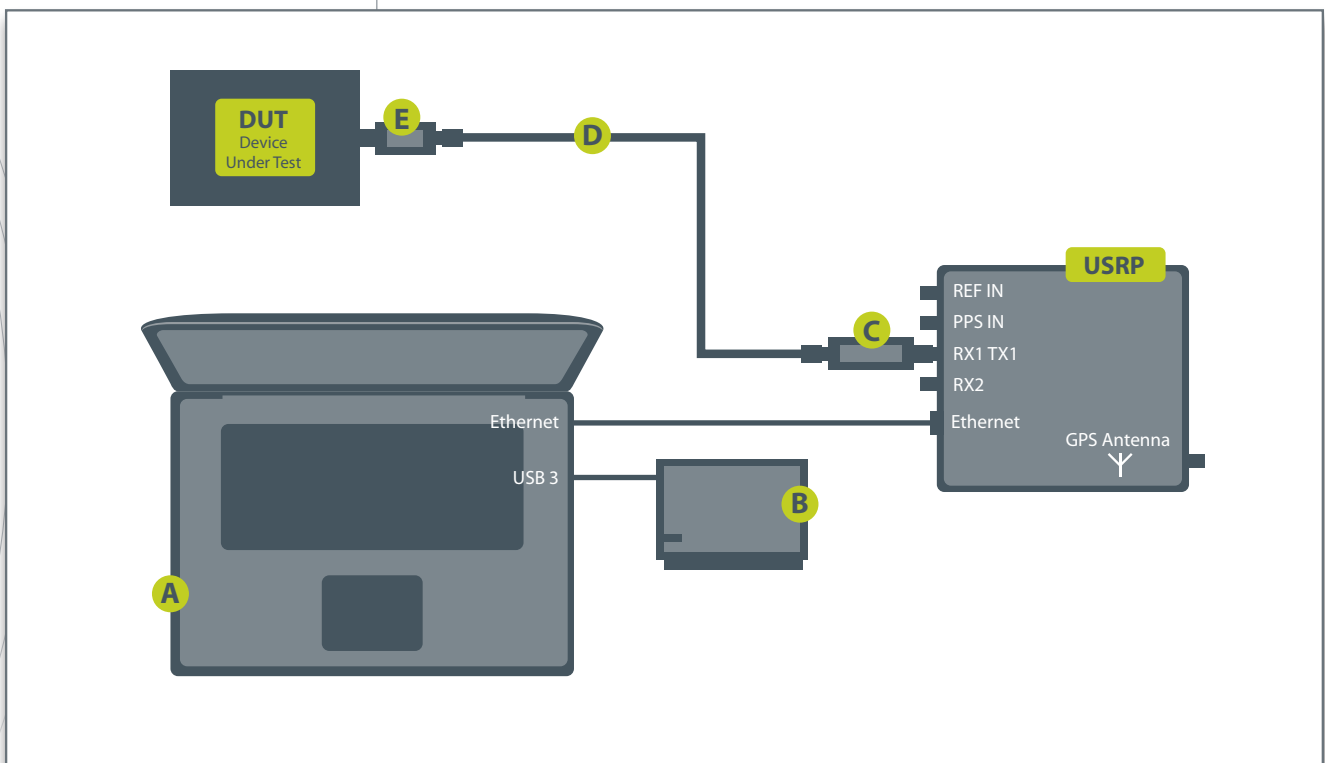 DUT
Device
Under Test
E
D
USRP
REF IN
PPS IN
C
RX1 TX1
RX2
Ethernet
Ethernet
GPS Antenna
USB 3
B
A